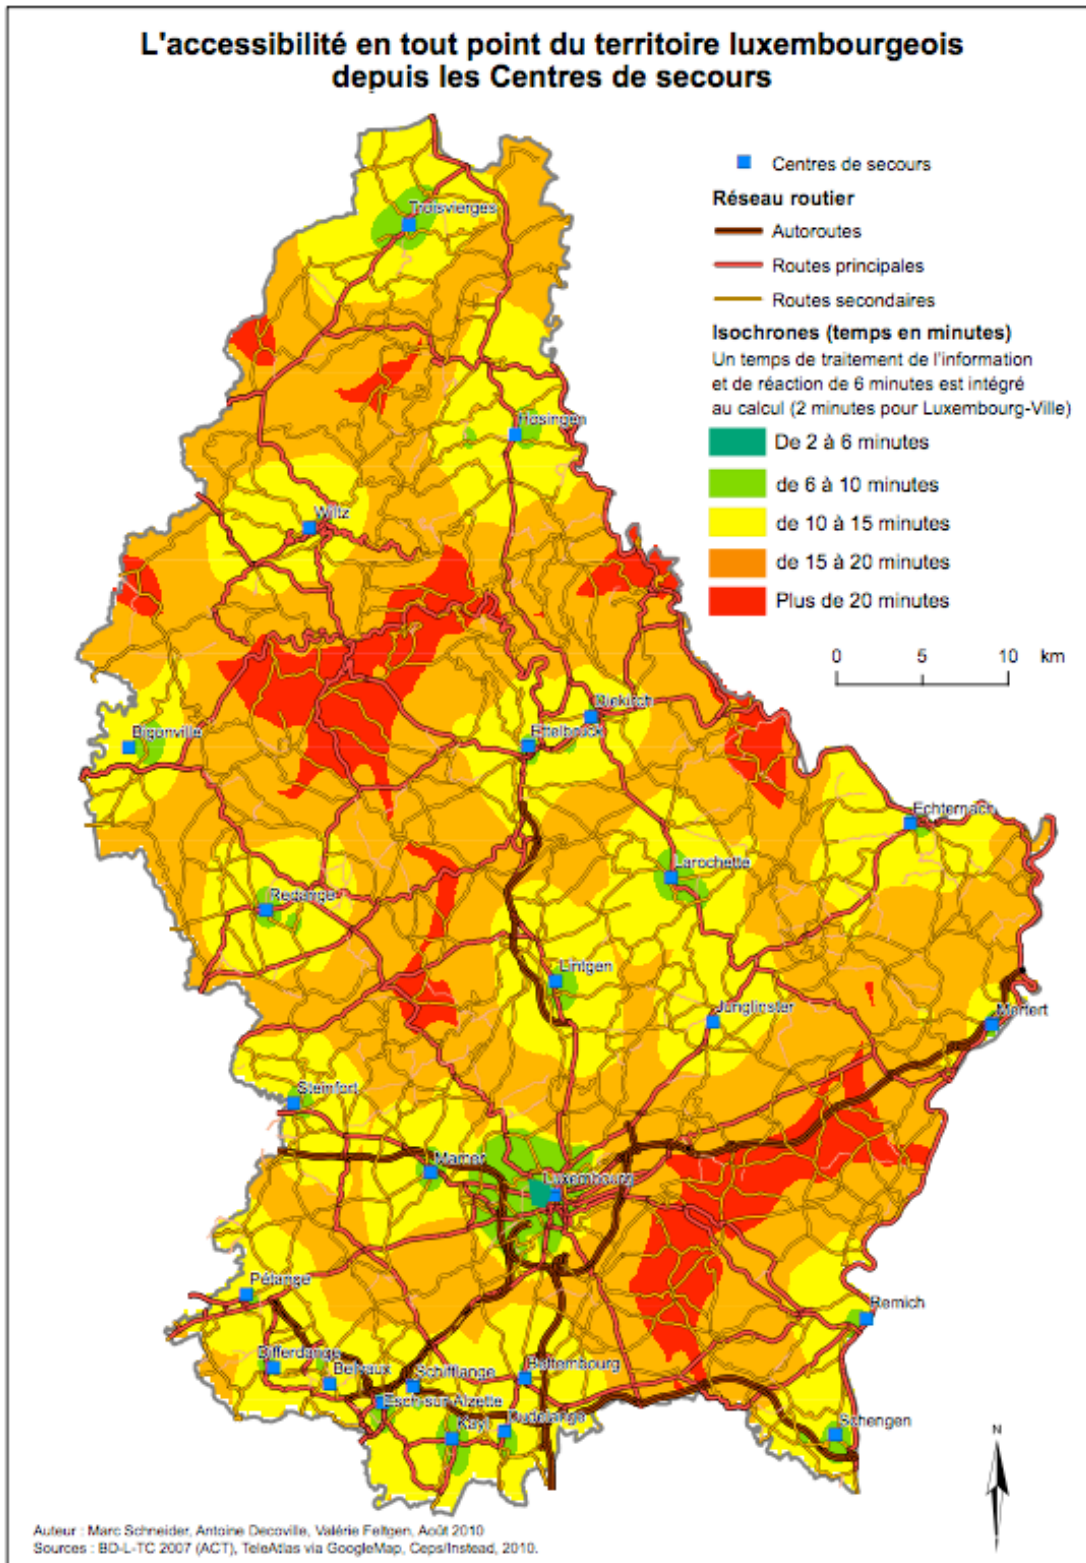 L'accessibilité en tout point du territoire luxembourgeois
depuis les Centres de secours
Centres de secours
Réseau routier
Autoroutes
Routes principales
Routes secondaires
Isochrones (temps en minutes)
Un temps de traitement de l'information
et de réaction de 6 minutes est intégré
au calcul (2 minutes pour Luxembourg-Ville)
De 2 à 6 minutes
de 6 à 10 minutes
de 10 à 15 minutes
de 15 à 20 minutes
Plus de 20 minutes
0 5 10 km
Troisvierges
Hosingen
Wiltz
Diekirch
Ettelbruck
Bigonville
Echternach
Larochette
Redange
Lintgen
Junglinster
Mertert
Steinfort
Mamer
Luxembourg
Pétange
Remich
Differdange
Belvaux
Schifflange
Bettembourg
Esch-sur-Alzette
Kayl
Dudelange
Schengen
N
Auteur : Marc Schneider, Antoine Decoville, Valérie Feltgen, Août 2010
Sources : BD-L-TC 2007 (ACT), TeleAtlas via GoogleMap, Ceps/Instead, 2010.